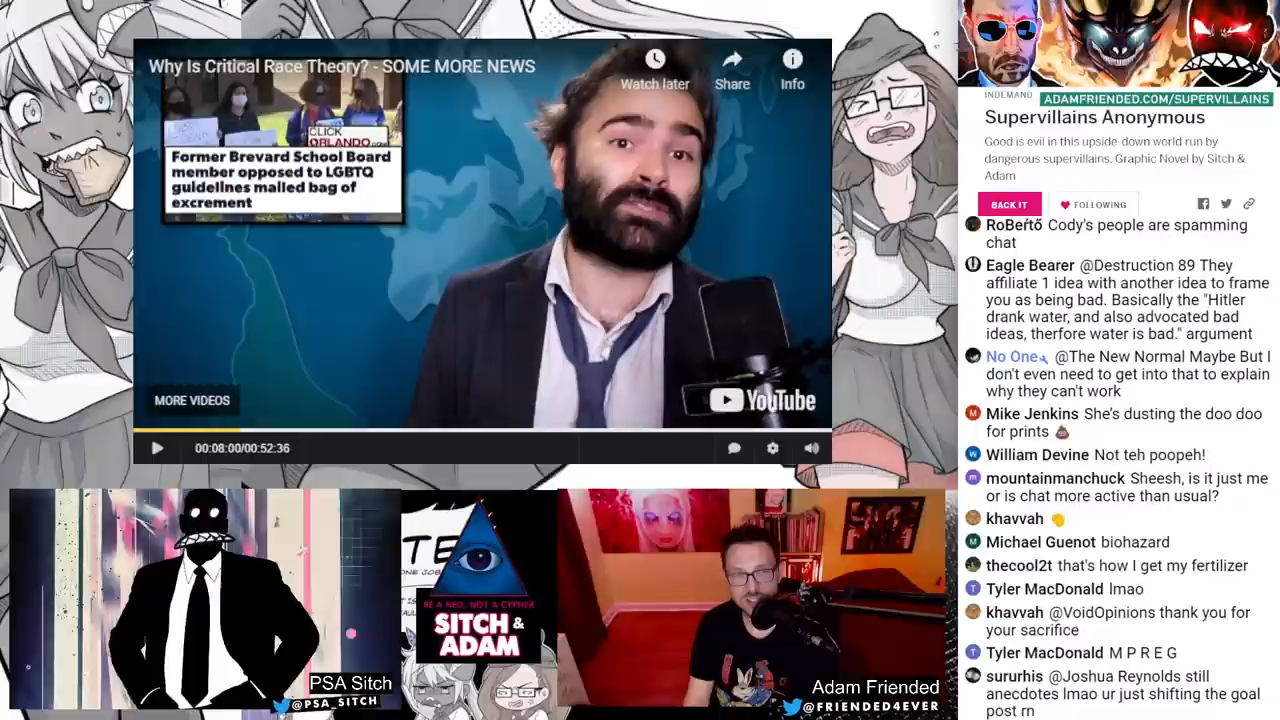 Why Is Critical Race Theory? - SOME MORE NEWS
Watch later
Share
Info
CLICK
ORLANDO
Former Brevard School Board
member opposed to LGBTQ
guidelines mailed bag of
excrement
MORE VIDEOS
YouTube
00:08:00/00:52:36
BE A NEO, NOT A CYPHER
SITCH &
ADAM
PSA Sitch
@PSA_SITCH
Adam Friended
@FRIENDED4EVER
INDEMAND
ADAMFRIENDED.COM/SUPERVILLAINS
Supervillains Anonymous
Good is evil in this upside-down world run by
dangerous supervillains. Graphic Novel by Sitch &
Adam
BACK IT
FOLLOWING
RoBeŕtő Cody's people are spamming
chat
Eagle Bearer @Destruction 89 They
affiliate 1 idea with another idea to frame
you as being bad. Basically the "Hitler
drank water, and also advocated bad
ideas, therfore water is bad." argument
No One @The New Normal Maybe But I
don't even need to get into that to explain
why they can't work
Mike Jenkins She's dusting the doo doo
for prints 💩
William Devine Not teh poopeh!
mountainmanchuck Sheesh, is it just me
or is chat more active than usual?
khavvah 👏
Michael Guenot biohazard
thecool2t that's how I get my fertilizer
Tyler MacDonald lmao
khavvah @VoidOpinions thank you for
your sacrifice
Tyler MacDonald M P R E G
sururhis @Joshua Reynolds still
anecdotes lmao ur just shifting the goal
post rn